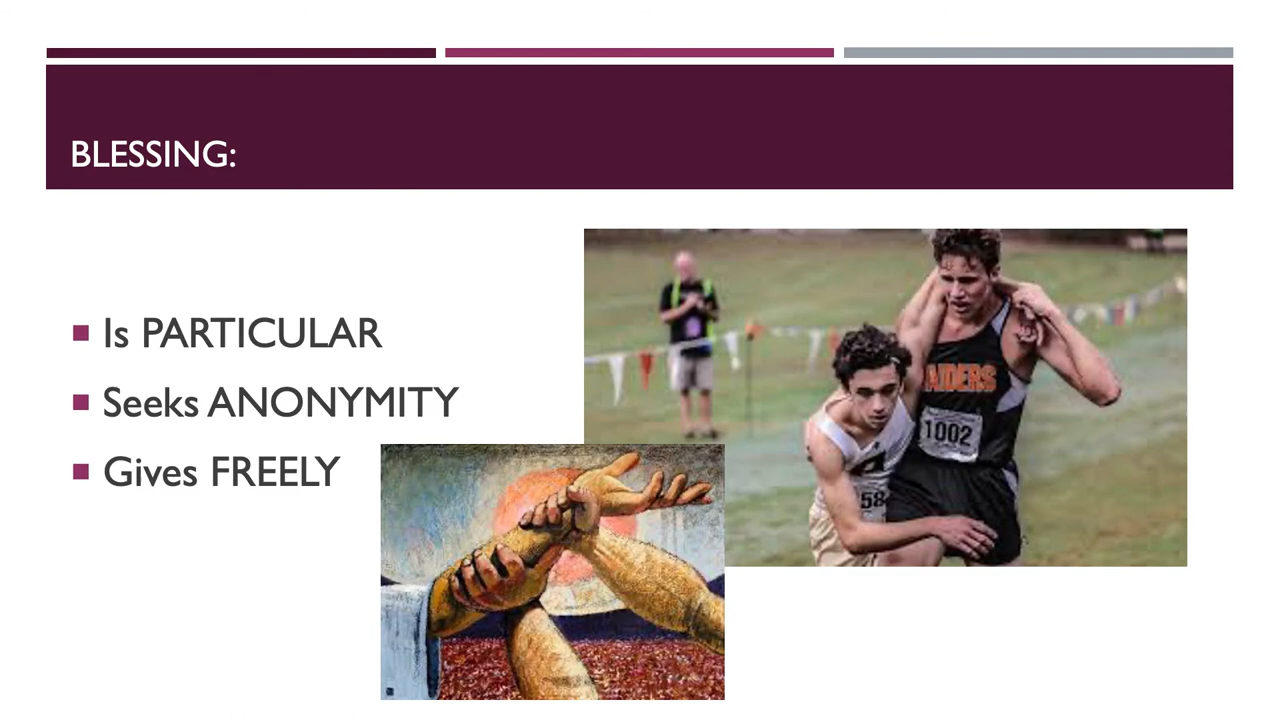 BLESSING:
Is PARTICULAR
Seeks ANONYMITY
Gives FREELY
AIDERS
1002
58